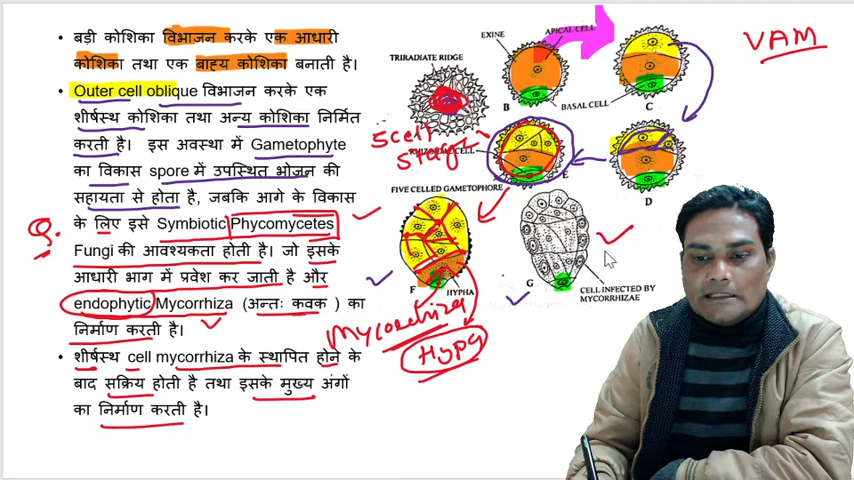 • बड़ी कोशिका विभाजन करके एक आधारी
कोशिका तथा एक बाह्य कोशिका बनाती है।
• Outer cell oblique विभाजन करके एक
शीर्षस्थ कोशिका तथा अन्य कोशिका निर्मित
करती है। इस अवस्था में Gametophyte
का विकास spore में उपस्थित भोजन की
सहायता से होता है, जबकि आगे के विकास
के लिए इसे Symbiotic Phycomycetes
Fungi की आवश्यकता होती है। जो इसके
आधारी भाग में प्रवेश कर जाती है और
endophytic Mycorrhiza (अन्तः कवक ) का
निर्माण करती है।
• शीर्षस्थ cell mycorrhiza के स्थापित होने के
बाद सक्रिय होती है तथा इसके मुख्य अंगों
का निर्माण करती है।
Q.
VAM
EXINE
APICAL CELL
TRIRADIATE RIDGE
B
BASAL CELL
C
5 cell
stage
CELL
E
D
FIVE CELLED GAMETOPHORE
F
HYPHA
G
CELL INFECTED BY
MYCORRHIZAE
Mycorrhiza
Hypa